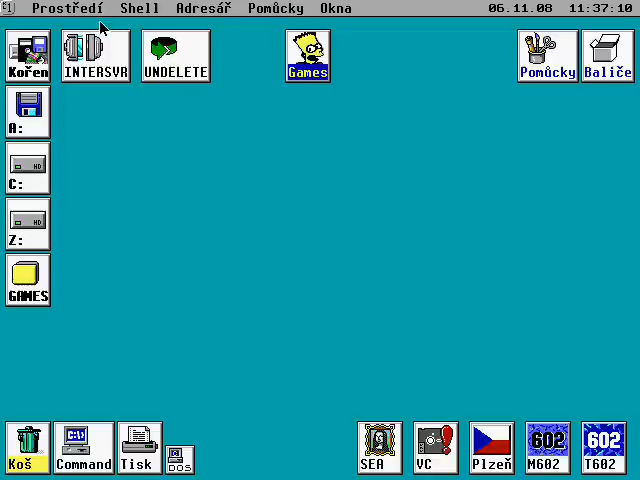 Prostředí Shell Adresář Pomůcky Okna 06.11.08 11:37:10
Kořen INTERSVR UNDELETE Games Pomůcky Baliče
A:
HD
C:
HD
Z:
GAMES
C:\ 602 602
Koš Command Tisk DOS SEA VC Plzeň M602 T602